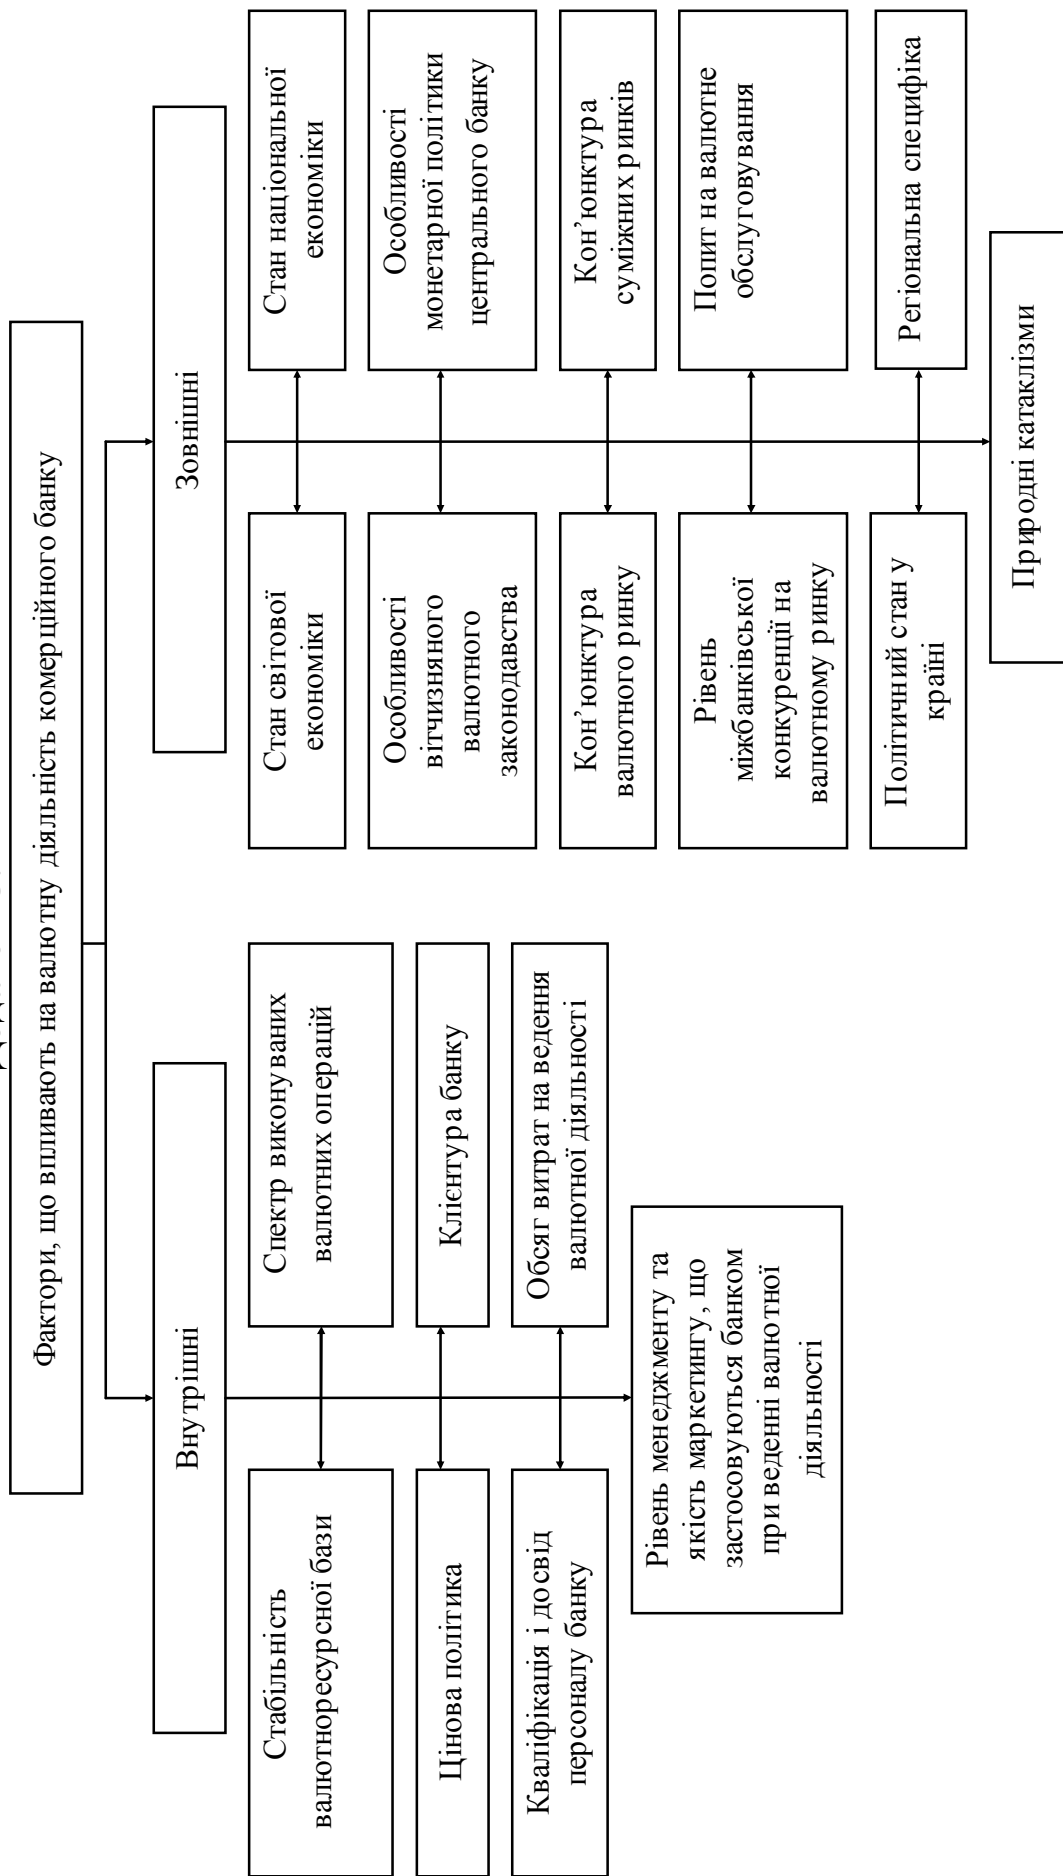 Фактори, що впливають на валютну діяльність комерційного банку
Внутрішні
Зовнішні
Стабільність
валютноресурсної бази
Спектр виконуваних
валютних операцій
Цінова політика
Клієнтура банку
Кваліфікація і досвід
персоналу банку
Обсяг витрат на ведення
валютної діяльності
Рівень менеджменту та
якість маркетингу, що
застосовуються банком
при веденні валютної
діяльності
Стан світової
економіки
Стан національної
економіки
Особливості
вітчизняного
валютного
законодавства
Особливості
монетарної політики
центрального банку
Кон’юнктура
валютного ринку
Кон’юнктура
суміжних ринків
Рівень
міжбанківської
конкуренції на
валютному ринку
Попит на валютне
обслуговування
Політичний стан у
країні
Регіональна специфіка
Природні катаклізми